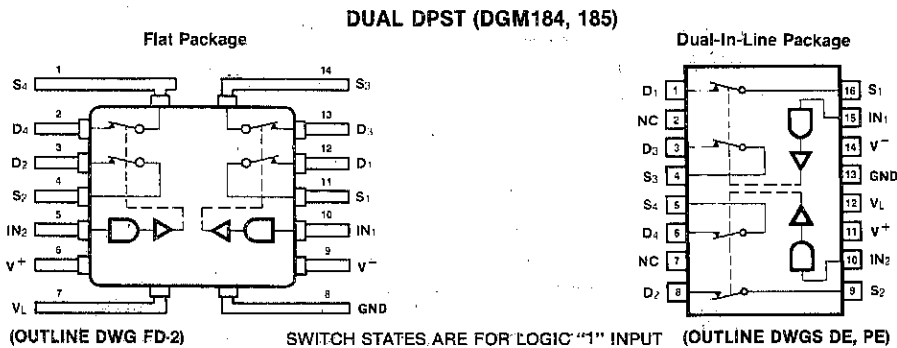 DUAL DPST (DGM184, 185)
Flat Package
1
S4
14
S3
2
D4
13
D3
3
D2
12
D1
4
S2
11
S1
5
IN2
10
IN1
6
V+
9
V−
7
VL
8
GND
(OUTLINE DWG FD-2)
Dual-In-Line Package
D1 1
16 S1
NC 2
15 IN1
D3 3
14 V−
S3 4
13 GND
S4 5
12 VL
D4 6
11 V+
NC 7
10 IN2
D2 8
9 S2
SWITCH STATES ARE FOR LOGIC "1" INPUT
(OUTLINE DWGS DE, PE)